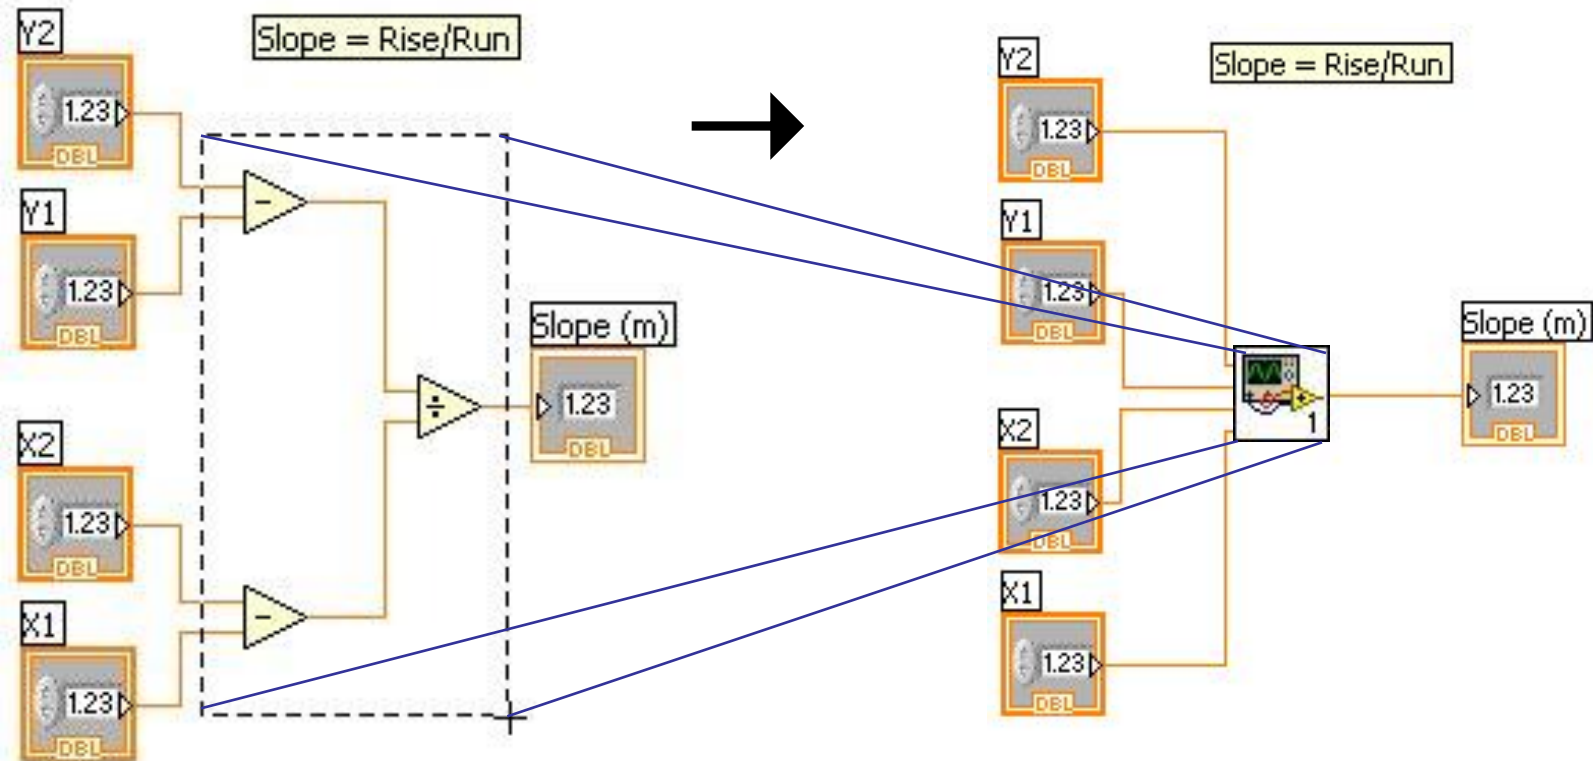 Y2
Slope = Rise/Run
1.23
DBL
Y1
1.23
DBL
Slope (m)
1.23
DBL
X2
1.23
DBL
X1
1.23
DBL
Y2
Slope = Rise/Run
1.23
DBL
Y1
1.23
DBL
Slope (m)
1
1.23
DBL
X2
1.23
DBL
X1
1.23
DBL